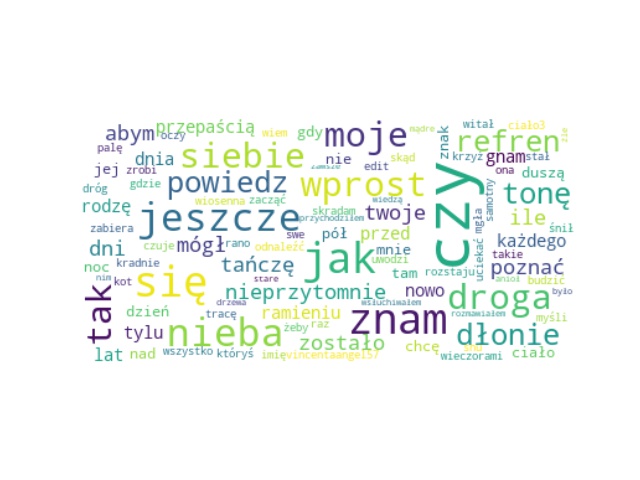 abym oczy przepaścią wiem gdy moje mądre witał ciało3
palę dnia siebie nie skąd znak refren źle
jej zrobi powiedz edit krzyż gnam stał
dróg gdzie wprost czy ona duszą
rodzę wiosenna zacząć wiedzą samotny tonę
zabiera jeszcze skradam twoje mgła ile
przychodziłem pół przed śnił
dni czuje mógł rano odnaleźć swe mnie uciekać każdego
noc kradnie tańczę jak uwodzi takie
nim kot się stare tam rozstaju poznać anioł budzić
tak nieprzytomnie nowo droga było
dzień tracę drzewa ramieniu wsłuchiwałem rozmawiałem myśli
tylu nieba żeby raz zostało znam dłonie
lat nad wszystko któryś imięvincentaangel57 chcę wieczorami ciało